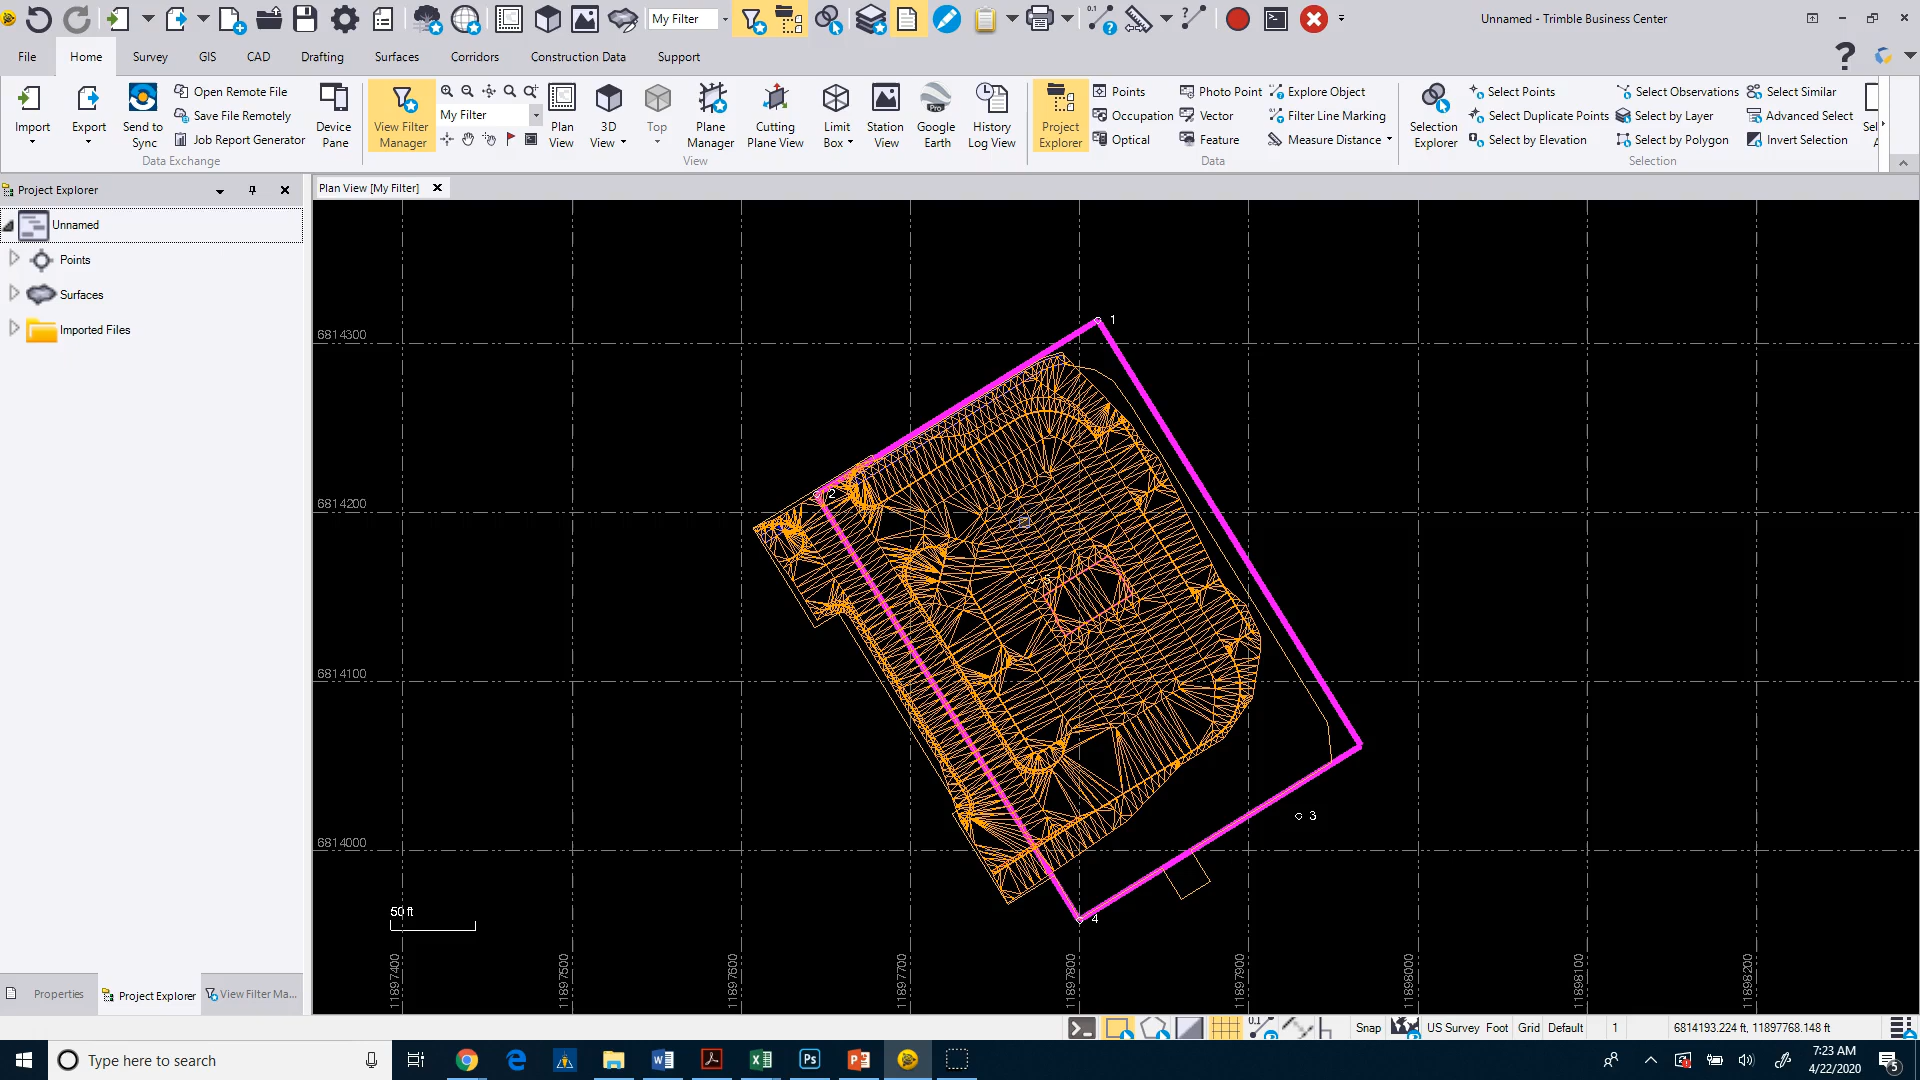 My Filter
Unnamed - Trimble Business Center
File Home Survey GIS CAD Drafting Surfaces Corridors Construction Data Support
Import
Export
Send to Sync
Open Remote File
Save File Remotely
Job Report Generator
Device Pane
Data Exchange
View Filter Manager
My Filter
Plan View
3D View
Top
Plane Manager
Cutting Plane View
Limit Box
Station View
Google Earth
History Log View
View
Project Explorer
Points
Occupation
Optical
Photo Point
Vector
Feature
Explore Object
Filter Line Marking
Measure Distance
Data
Selection Explorer
Select Points
Select Duplicate Points
Select by Elevation
Select Observations
Select by Layer
Select by Polygon
Select Similar
Advanced Select
Invert Selection
Selection
Project Explorer
Plan View [My Filter]
Unnamed
Points
Surfaces
Imported Files
6814300
6814200
6814100
6814000
1
2
5
3
4
50 ft
11897400
11897500
11897600
11897700
11897800
11897900
11898000
11898100
11898200
Properties
Project Explorer
View Filter Ma...
Snap
US Survey Foot
Grid
Default
1
6814193.224 ft, 11897768.148 ft
Type here to search
7:23 AM
4/22/2020
5